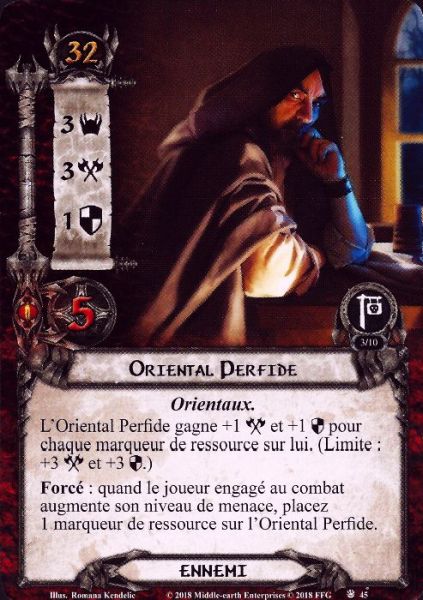 32
3
3
1
5
3/10
ORIENTAL PERFIDE
Orientaux.
L'Oriental Perfide gagne +1 et +1 pour
chaque marqueur de ressource sur lui. (Limite :
+3 et +3 .)
Forcé : quand le joueur engagé au combat
augmente son niveau de menace, placez
1 marqueur de ressource sur l'Oriental Perfide.
ENNEMI
Illus. Romana Kendelic © 2018 Middle-earth Enterprises © 2018 FFG 45